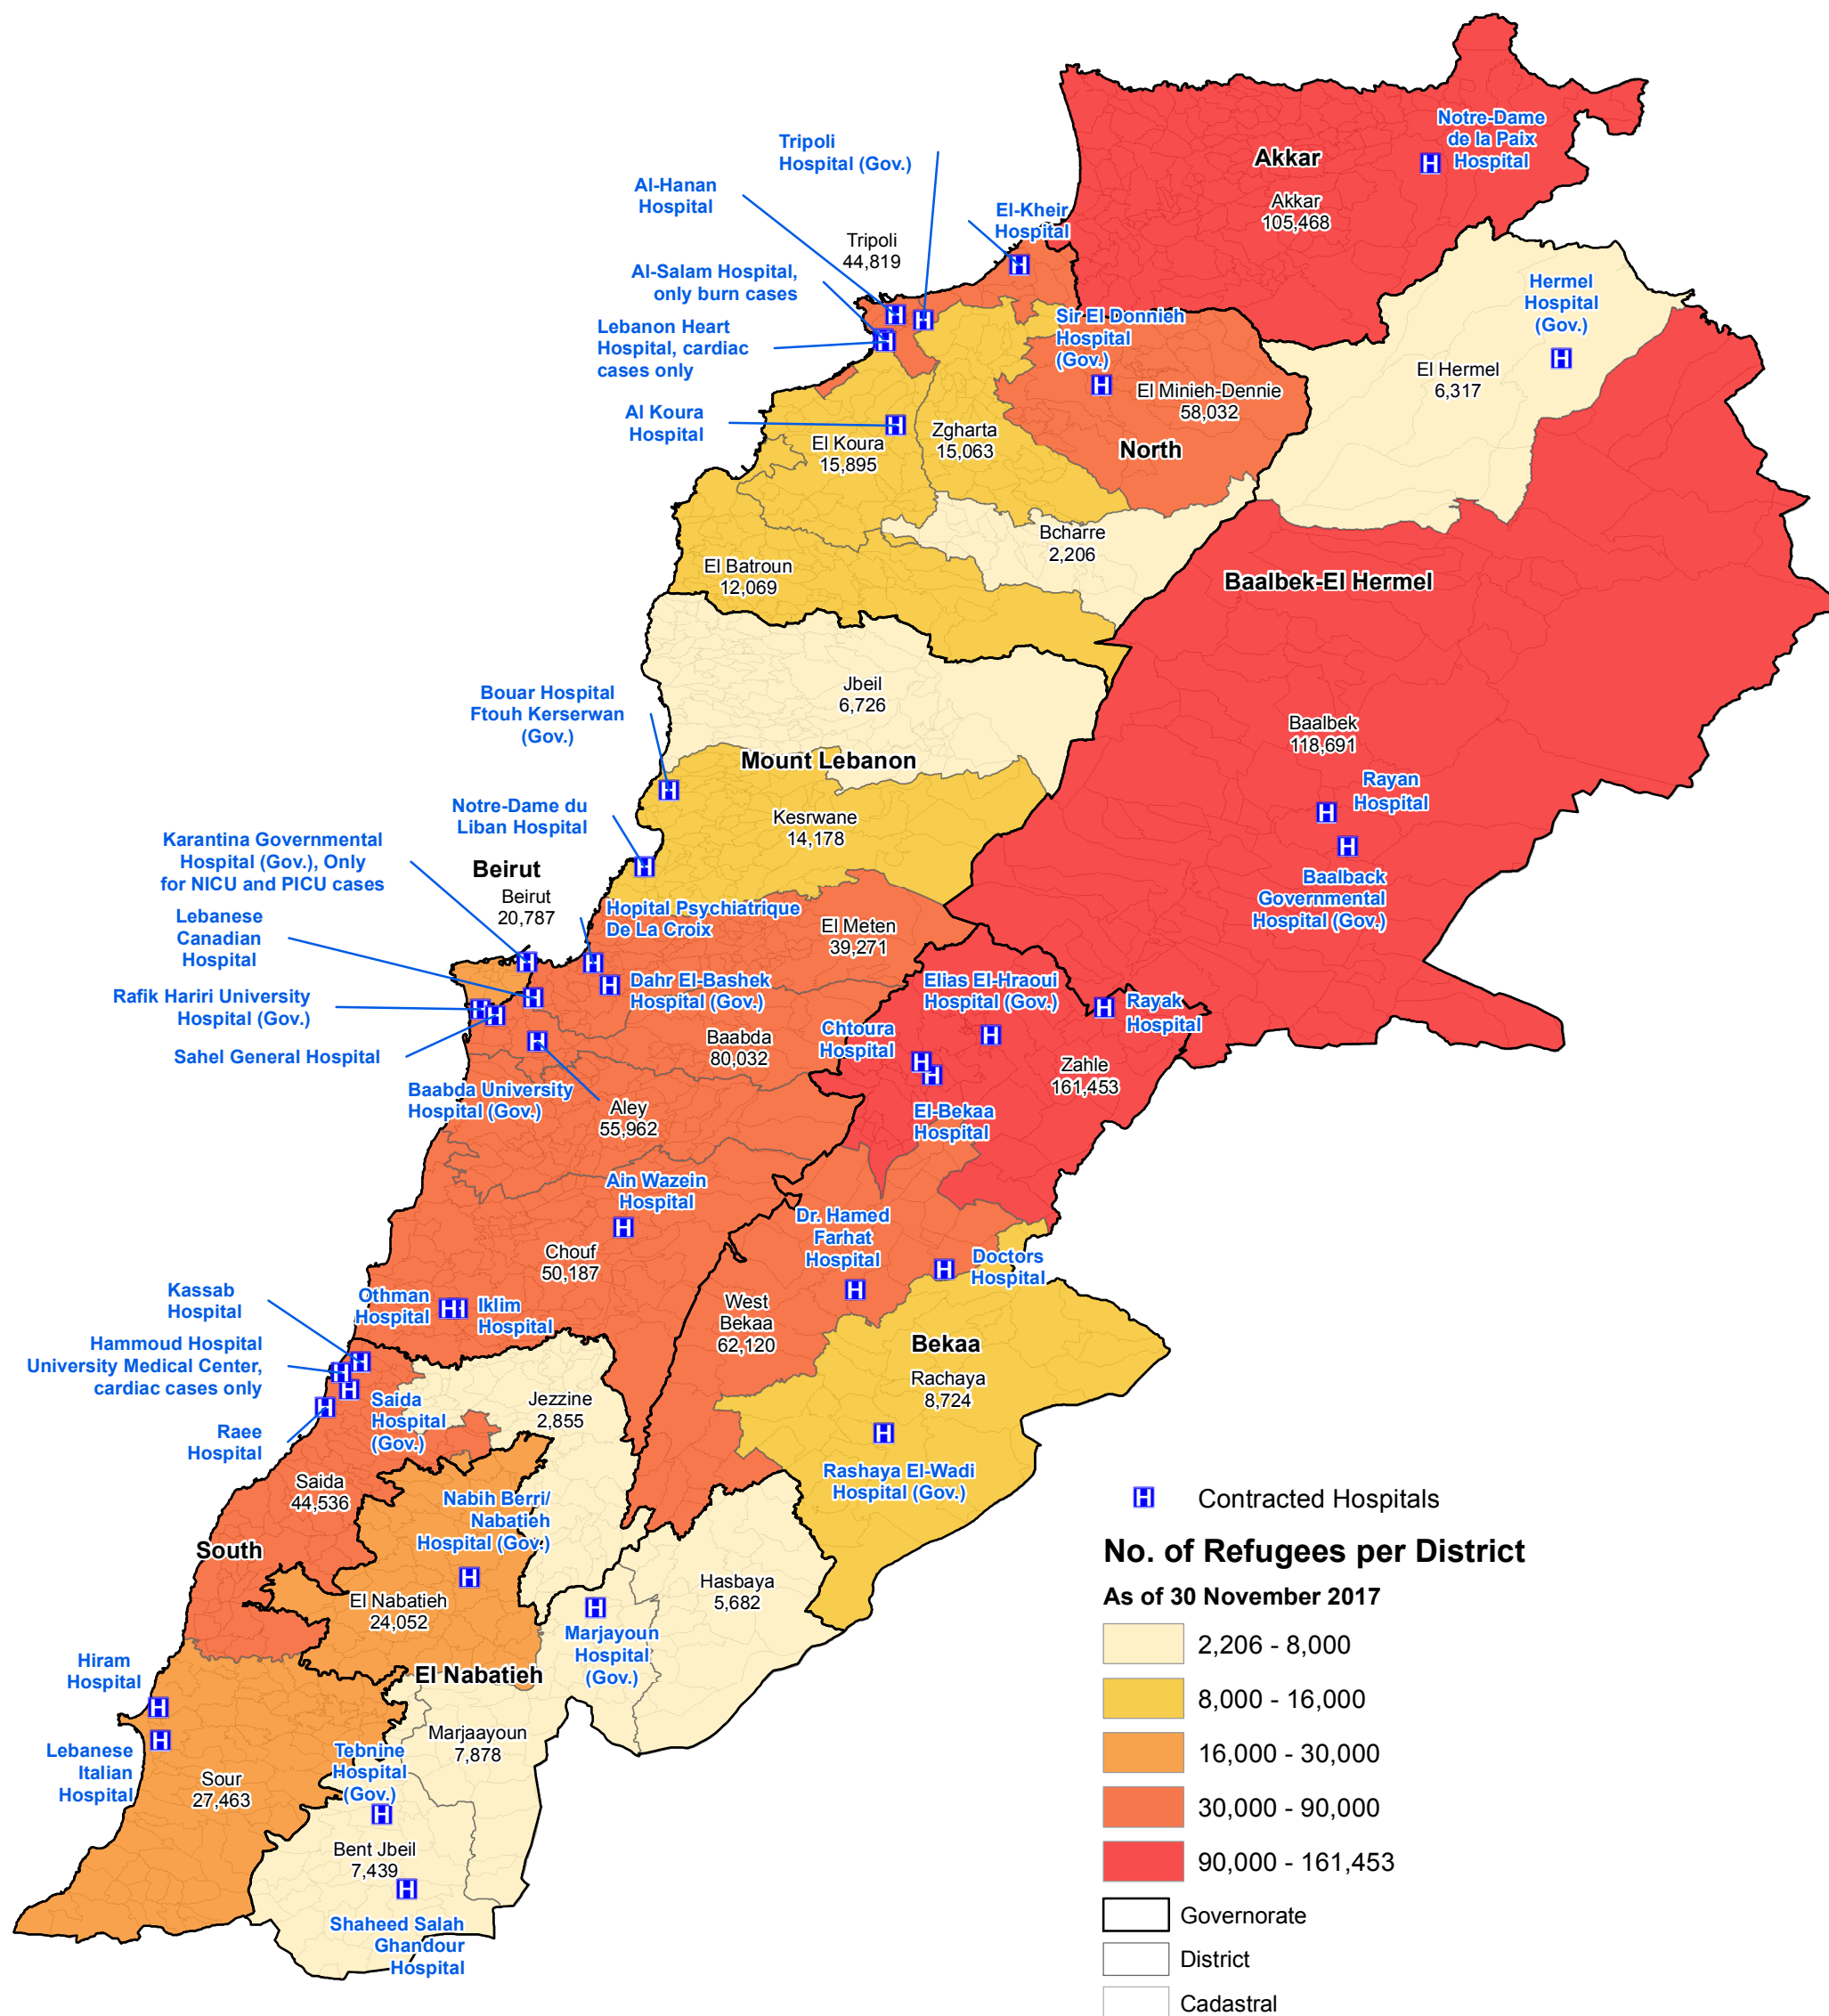 Notre-Dame
de la Paix
Hospital
Akkar
Akkar
105,468
Tripoli
Hospital (Gov.)
Al-Hanan
Hospital
El-Kheir
Hospital
Tripoli
44,819
Al-Salam Hospital,
only burn cases
Lebanon Heart
Hospital, cardiac
cases only
Hermel
Hospital
(Gov.)
Sir El Donnieh
Hospital
(Gov.)
El Hermel
6,317
El Minieh-Dennie
58,032
Al Koura
Hospital
El Koura
15,895
Zgharta
15,063
North
Bcharre
2,206
El Batroun
12,069
Baalbek-El Hermel
Jbeil
6,726
Bouar Hospital
Ftouh Kerserwan
(Gov.)
Baalbek
118,691
Mount Lebanon
Rayan
Hospital
Notre-Dame du
Liban Hospital
Kesrwane
14,178
Karantina Governmental
Hospital (Gov.), Only
for NICU and PICU cases
Beirut
Beirut
20,787
Baalback
Governmental
Hospital (Gov.)
Lebanese
Canadian
Hospital
Hopital Psychiatrique
De La Croix
El Meten
39,271
Rafik Hariri University
Hospital (Gov.)
Dahr El-Bashek
Hospital (Gov.)
Elias El-Hraoui
Hospital (Gov.)
Rayak
Hospital
Sahel General Hospital
Baabda
80,032
Chtoura
Hospital
Zahle
161,453
Baabda University
Hospital (Gov.)
Aley
55,962
El-Bekaa
Hospital
Ain Wazein
Hospital
Dr. Hamed
Farhat
Hospital
Chouf
50,187
Doctors
Hospital
Kassab
Hospital
Othman
Hospital
Iklim
Hospital
West
Bekaa
62,120
Hammoud Hospital
University Medical Center,
cardiac cases only
Bekaa
Rachaya
8,724
Saida
Hospital
(Gov.)
Jezzine
2,855
Raee
Hospital
Rashaya El-Wadi
Hospital (Gov.)
Saida
44,536
Nabih Berri/
Nabatieh
Hospital (Gov.)
South
El Nabatieh
24,052
Hasbaya
5,682
Marjayoun
Hospital
(Gov.)
Hiram
Hospital
El Nabatieh
Marjaayoun
7,878
Lebanese
Italian
Hospital
Tebnine
Hospital
(Gov.)
Sour
27,463
Bent Jbeil
7,439
Shaheed Salah
Ghandour
Hospital
H Contracted Hospitals
No. of Refugees per District
As of 30 November 2017
2,206 - 8,000
8,000 - 16,000
16,000 - 30,000
30,000 - 90,000
90,000 - 161,453
Governorate
District
Cadastral